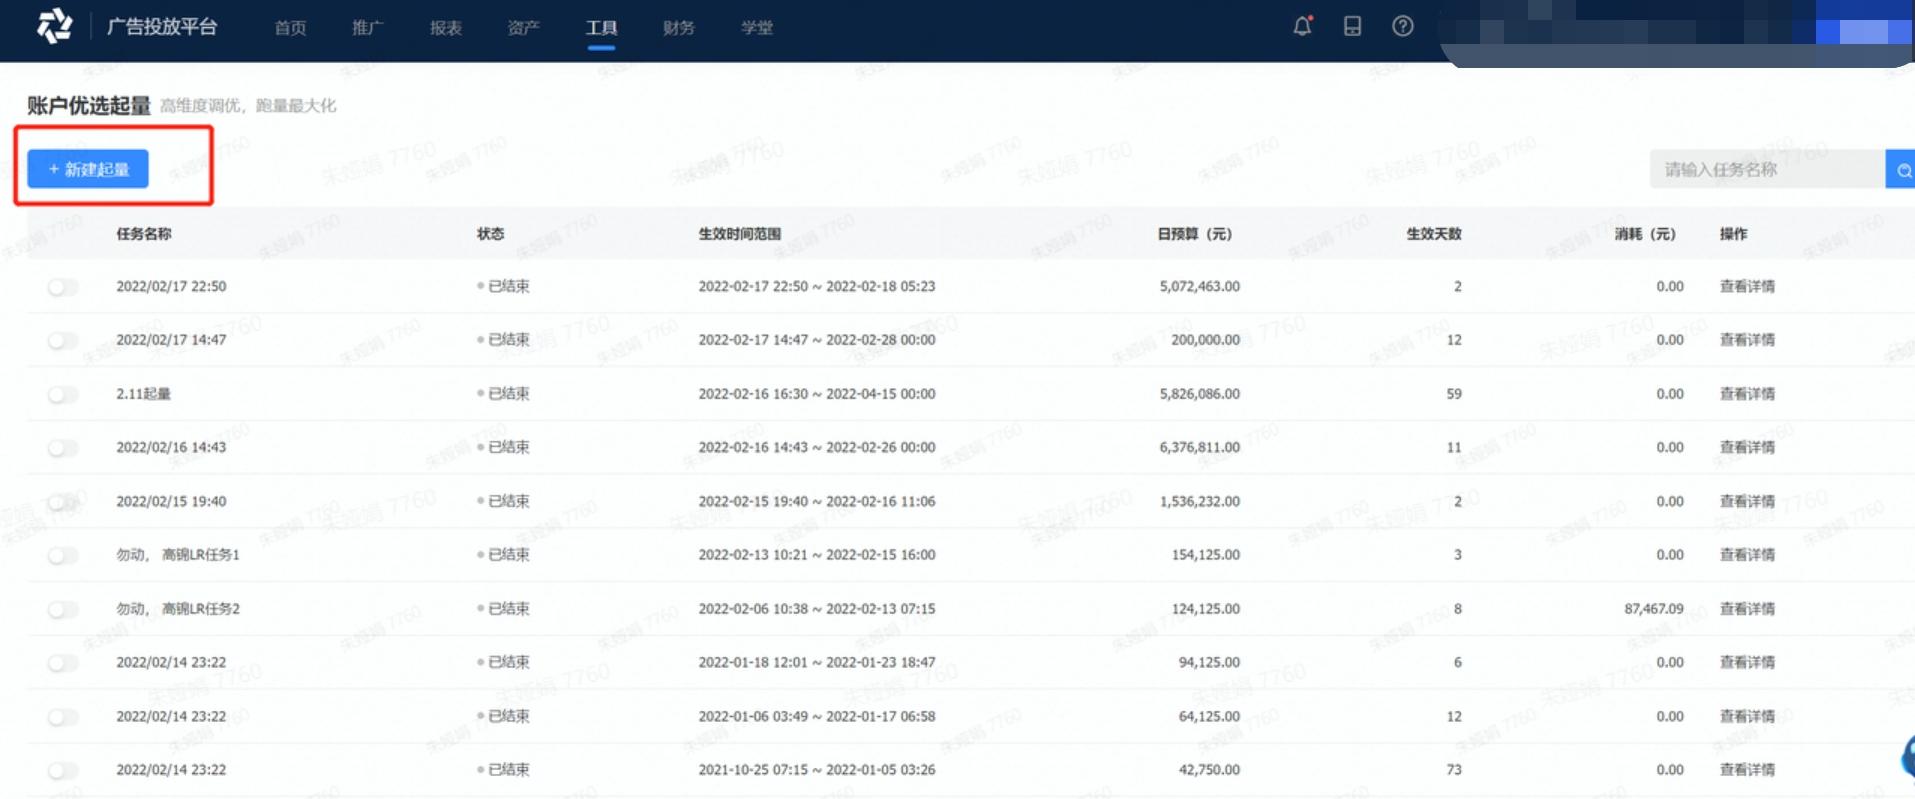 广告投放平台 首页 推广 报表 资产 工具 财务 学堂
账户优选起量 高维度调优，跑量最大化
+ 新建起量
请输入任务名称
任务名称 状态 生效时间范围 日预算（元） 生效天数 消耗（元） 操作
2022/02/17 22:50 已结束 2022-02-17 22:50 ~ 2022-02-18 05:23 5,072,463.00 2 0.00 查看详情
2022/02/17 14:47 已结束 2022-02-17 14:47 ~ 2022-02-28 00:00 200,000.00 12 0.00 查看详情
2.11起量 已结束 2022-02-16 16:30 ~ 2022-04-15 00:00 5,826,086.00 59 0.00 查看详情
2022/02/16 14:43 已结束 2022-02-16 14:43 ~ 2022-02-26 00:00 6,376,811.00 11 0.00 查看详情
2022/02/15 19:40 已结束 2022-02-15 19:40 ~ 2022-02-16 11:06 1,536,232.00 2 0.00 查看详情
勿动，高锦LR任务1 已结束 2022-02-13 10:21 ~ 2022-02-15 16:00 154,125.00 3 0.00 查看详情
勿动，高锦LR任务2 已结束 2022-02-06 10:38 ~ 2022-02-13 07:15 124,125.00 8 87,467.09 查看详情
2022/02/14 23:22 已结束 2022-01-18 12:01 ~ 2022-01-23 18:47 94,125.00 6 0.00 查看详情
2022/02/14 23:22 已结束 2022-01-06 03:49 ~ 2022-01-17 06:58 64,125.00 12 0.00 查看详情
2022/02/14 23:22 已结束 2021-10-25 07:15 ~ 2022-01-05 03:26 42,750.00 73 0.00 查看详情
朱娅娟 7760